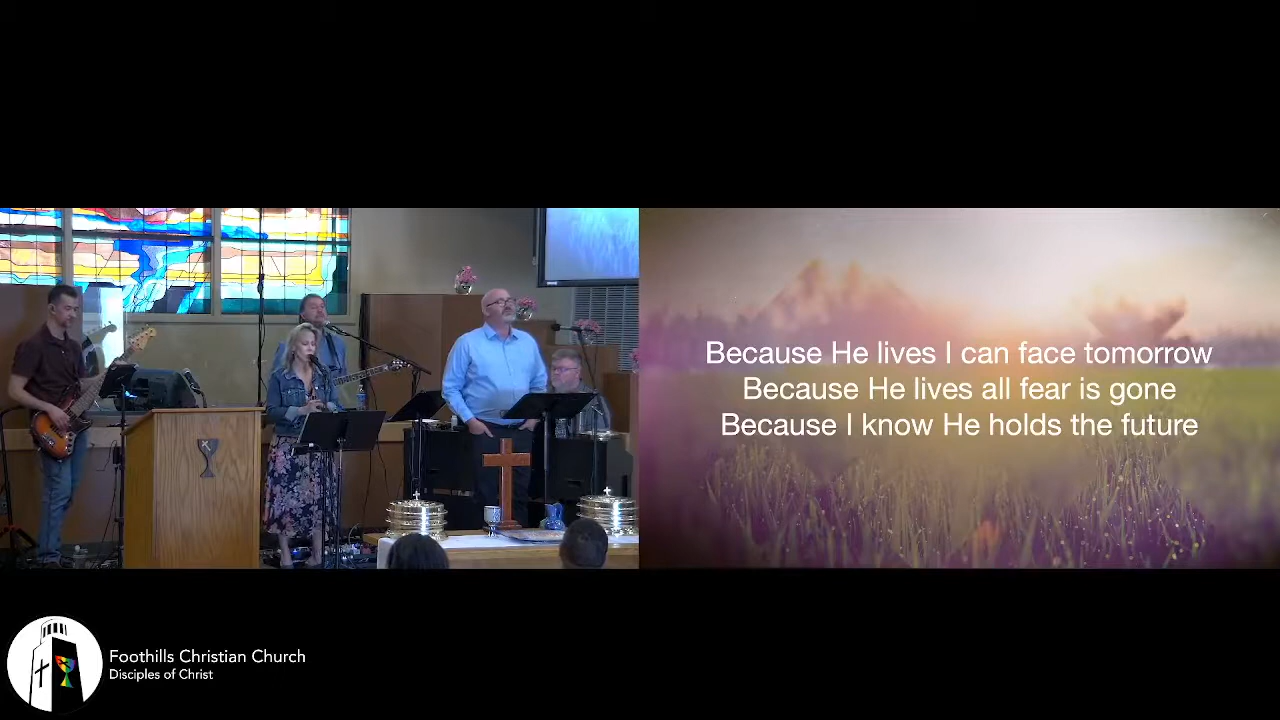 Because He lives I can face tomorrow
Because He lives all fear is gone
Because I know He holds the future
Foothills Christian Church
Disciples of Christ